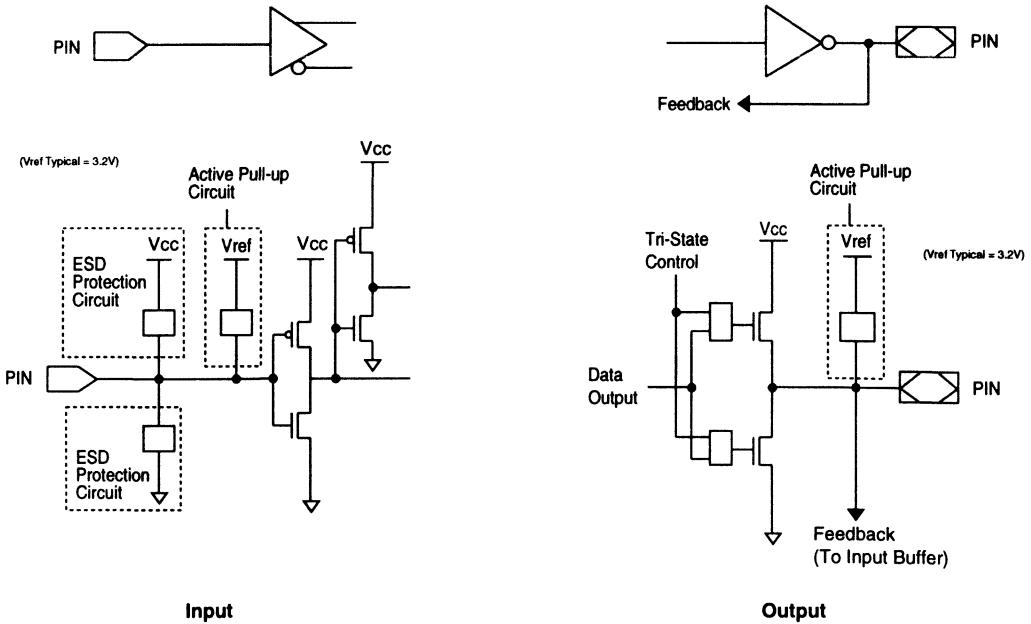 PIN
PIN
Feedback
(Vref Typical = 3.2V)
Active Pull-up
Circuit
Vcc
Vcc
Vref
Vcc
ESD
Protection
Circuit
PIN
ESD
Protection
Circuit
Input
Active Pull-up
Circuit
Tri-State
Control
Vcc
Vref
(Vref Typical = 3.2V)
Data
Output
PIN
Feedback
(To Input Buffer)
Output